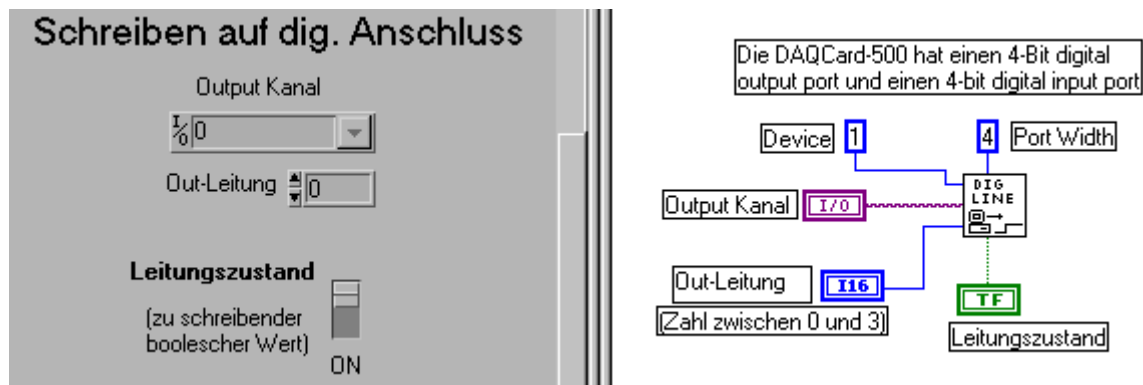 Schreiben auf dig. Anschluss
Output Kanal
I/O 0
Out-Leitung 0
Leitungszustand
(zu schreibender
boolescher Wert)
ON
Die DAQCard-500 hat einen 4-Bit digital
output port und einen 4-bit digital input port
Device 1
4 Port Width
DIG
LINE
Output Kanal I/O
Out-Leitung I16
(Zahl zwischen 0 und 3)
TF
Leitungszustand